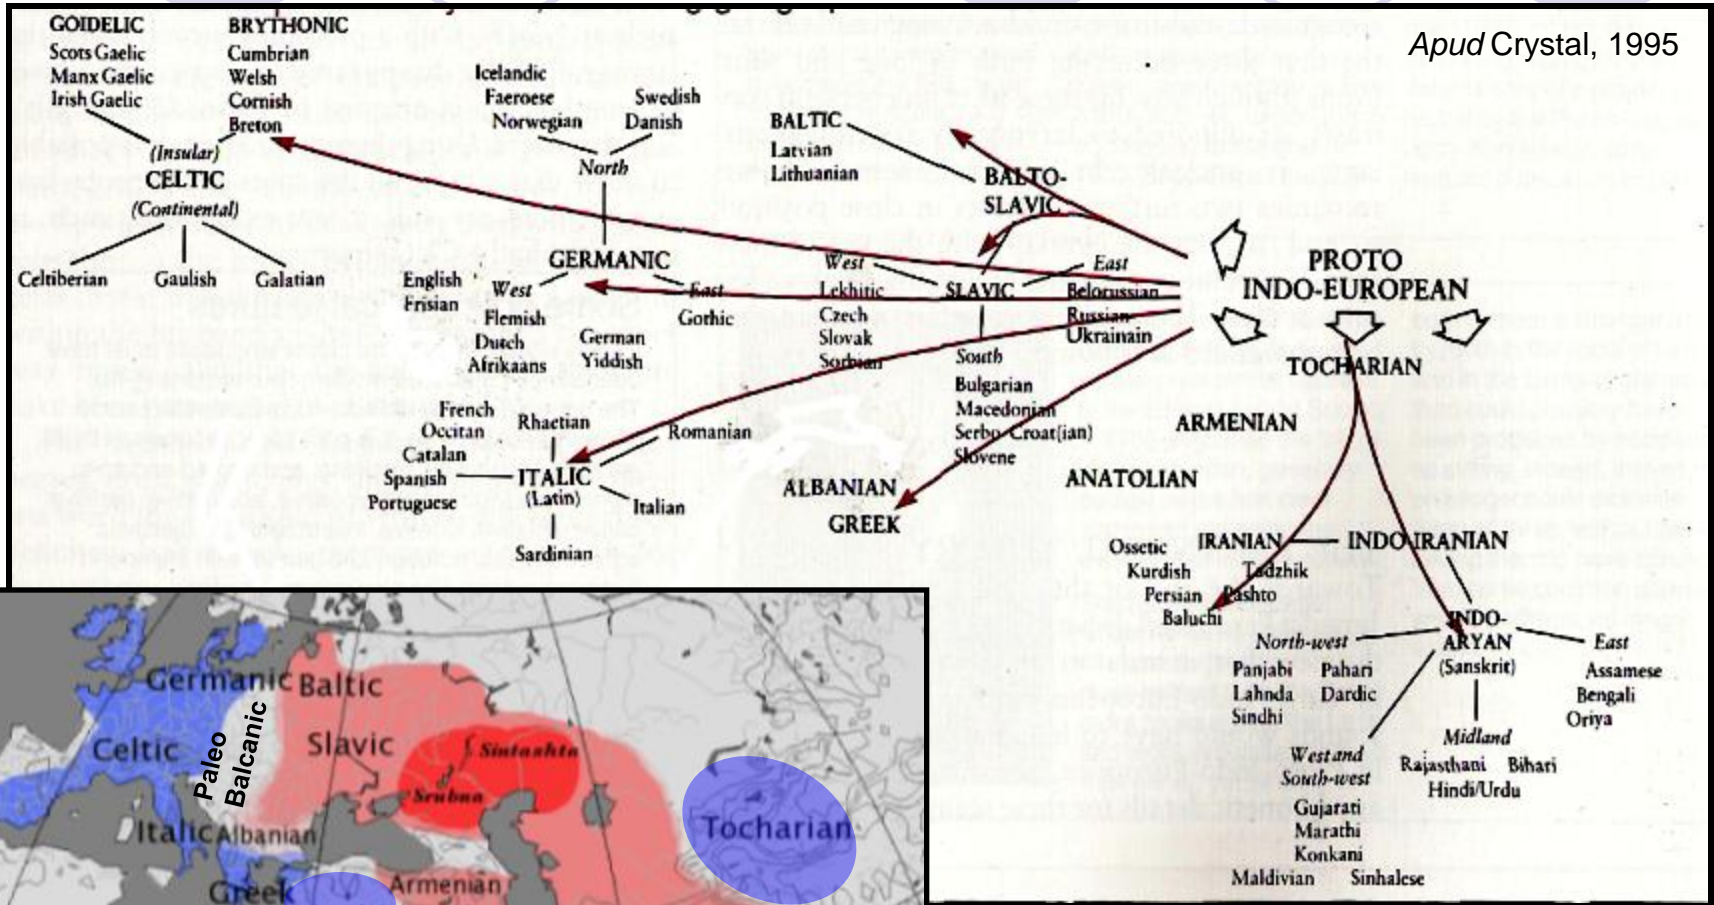 Apud Crystal, 1995
GOIDELIC
Scots Gaelic
Manx Gaelic
Irish Gaelic
BRYTHONIC
Cumbrian
Welsh
Cornish
Breton
(Insular)
CELTIC
(Continental)
Celtiberian
Gaulish
Galatian
Icelandic
Faeroese
Norwegian
Swedish
Danish
North
GERMANIC
English
Frisian
West
Flemish
Dutch
Afrikaans
German
Yiddish
East
Gothic
BALTIC
Latvian
Lithuanian
BALTO-
SLAVIC
West
Lekhitic
Czech
Slovak
Sorbian
SLAVIC
East
Belorussian
Russian
Ukrainain
South
Bulgarian
Macedonian
Serbo-Croat(ian)
Slovene
PROTO
INDO-EUROPEAN
French
Occitan
Catalan
Spanish
Portuguese
Rhaetian
Romanian
ITALIC
(Latin)
Italian
Sardinian
ALBANIAN
GREEK
TOCHARIAN
ARMENIAN
ANATOLIAN
IRANIAN
INDO-IRANIAN
Ossetic
Kurdish
Persian
Baluchi
Tadzhik
Pashto
INDO-
ARYAN
(Sanskrit)
North-west
Panjabi Pahari
Lahnda Dardic
Sindhi
East
Assamese
Bengali
Oriya
Midland
Rajasthani Bihari
Hindi/Urdu
West and
South-west
Gujarati
Marathi
Konkani
Maldivian Sinhalese
Germanic
Baltic
Celtic
Paleo
Balcanic
Slavic
Sintashta
Srubna
Italic
Albanian
Greek
Armenian
Tocharian